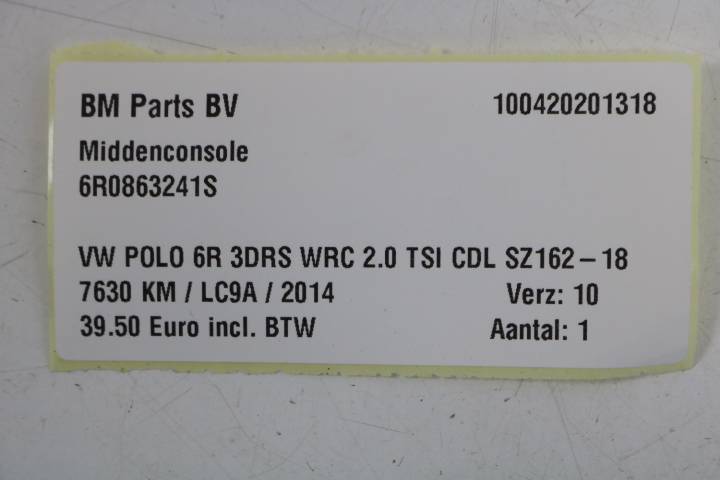 BM Parts BV 100420201318
Middenconsole
6R0863241S
VW POLO 6R 3DRS WRC 2.0 TSI CDL SZ162-18
7630 KM / LC9A / 2014 Verz: 10
39.50 Euro incl. BTW Aantal: 1